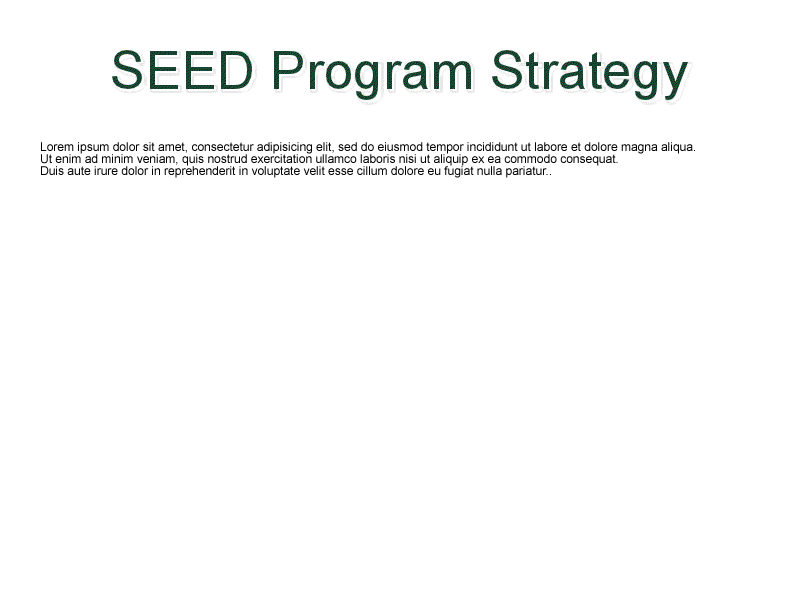 SEED Program Strategy
Lorem ipsum dolor sit amet, consectetur adipisicing elit, sed do eiusmod tempor incididunt ut labore et dolore magna aliqua.
Ut enim ad minim veniam, quis nostrud exercitation ullamco laboris nisi ut aliquip ex ea commodo consequat.
Duis aute irure dolor in reprehenderit in voluptate velit esse cillum dolore eu fugiat nulla pariatur..